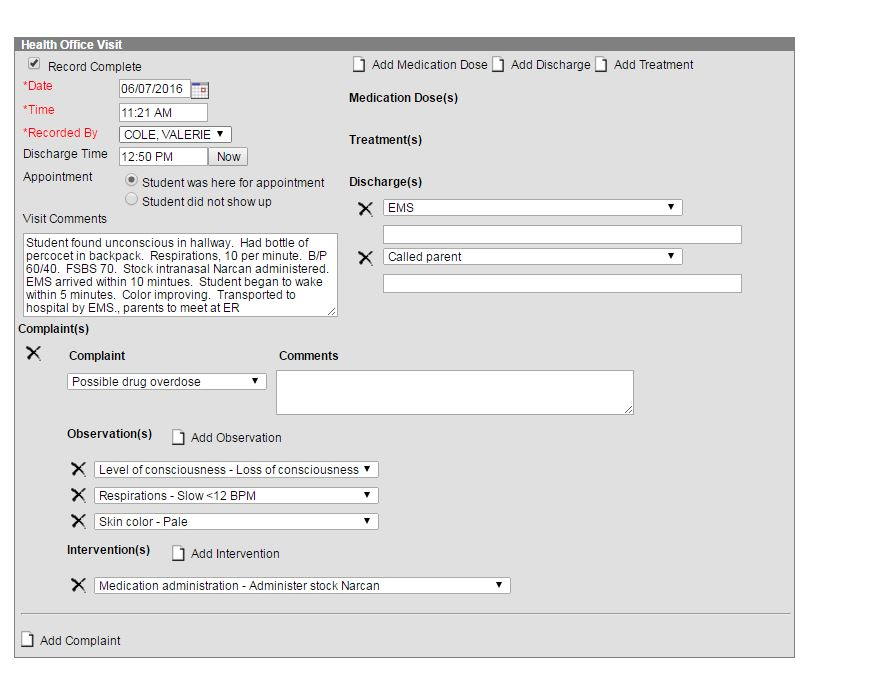 Health Office Visit
Record Complete
Add Medication Dose Add Discharge Add Treatment
*Date 06/07/2016
Medication Dose(s)
*Time 11:21 AM
*Recorded By COLE, VALERIE
Treatment(s)
Discharge Time 12:50 PM Now
Appointment Student was here for appointment
Discharge(s)
Student did not show up
EMS
Visit Comments
Student found unconscious in hallway. Had bottle of
percocet in backpack. Respirations, 10 per minute. B/P
60/40. FSBS 70. Stock intranasal Narcan administered.
EMS arrived within 10 mintues. Student began to wake
within 5 minutes. Color improving. Transported to
hospital by EMS., parents to meet at ER
Called parent
Complaint(s)
Complaint Comments
Possible drug overdose
Observation(s) Add Observation
Level of consciousness - Loss of consciousness
Respirations - Slow <12 BPM
Skin color - Pale
Intervention(s) Add Intervention
Medication administration - Administer stock Narcan
Add Complaint